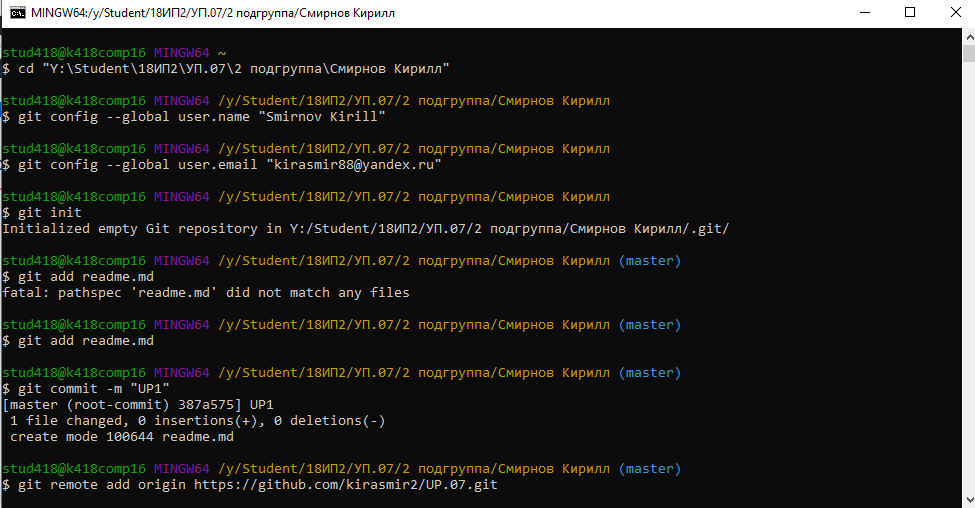 MINGW64:/y/Student/18ИП2/УП.07/2 подгруппа/Смирнов Кирилл
stud418@k418comp16 MINGW64 ~
$ cd "Y:\Student\18ИП2\УП.07\2 подгруппа\Смирнов Кирилл"
stud418@k418comp16 MINGW64 /y/Student/18ИП2/УП.07/2 подгруппа/Смирнов Кирилл
$ git config --global user.name "Smirnov Kirill"
stud418@k418comp16 MINGW64 /y/Student/18ИП2/УП.07/2 подгруппа/Смирнов Кирилл
$ git config --global user.email "kirasmir88@yandex.ru"
stud418@k418comp16 MINGW64 /y/Student/18ИП2/УП.07/2 подгруппа/Смирнов Кирилл
$ git init
Initialized empty Git repository in Y:/Student/18ИП2/УП.07/2 подгруппа/Смирнов Кирилл/.git/
stud418@k418comp16 MINGW64 /y/Student/18ИП2/УП.07/2 подгруппа/Смирнов Кирилл (master)
$ git add readme.md
fatal: pathspec 'readme.md' did not match any files
stud418@k418comp16 MINGW64 /y/Student/18ИП2/УП.07/2 подгруппа/Смирнов Кирилл (master)
$ git add readme.md
stud418@k418comp16 MINGW64 /y/Student/18ИП2/УП.07/2 подгруппа/Смирнов Кирилл (master)
$ git commit -m "UP1"
[master (root-commit) 387a575] UP1
1 file changed, 0 insertions(+), 0 deletions(-)
create mode 100644 readme.md
stud418@k418comp16 MINGW64 /y/Student/18ИП2/УП.07/2 подгруппа/Смирнов Кирилл (master)
$ git remote add origin https://github.com/kirasmir2/UP.07.git